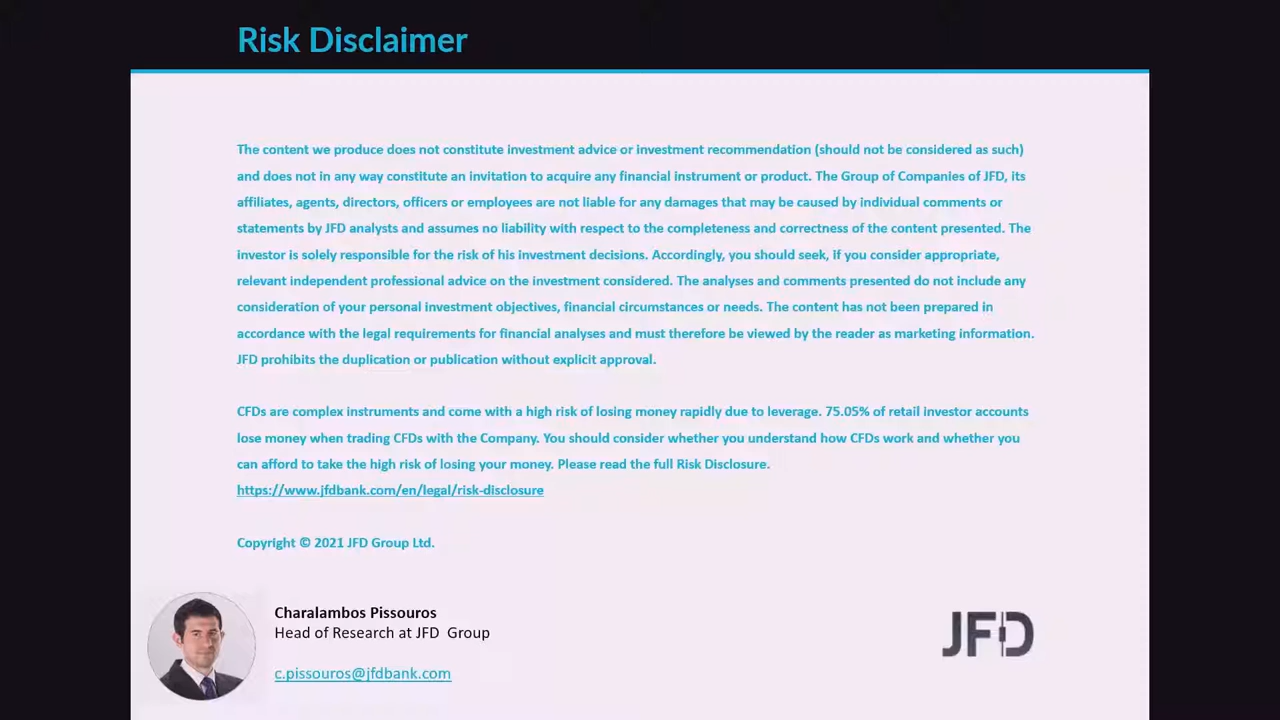 Risk Disclaimer
The content we produce does not constitute investment advice or investment recommendation (should not be considered as such)
and does not in any way constitute an invitation to acquire any financial instrument or product. The Group of Companies of JFD, its
affiliates, agents, directors, officers or employees are not liable for any damages that may be caused by individual comments or
statements by JFD analysts and assumes no liability with respect to the completeness and correctness of the content presented. The
investor is solely responsible for the risk of his investment decisions. Accordingly, you should seek, if you consider appropriate,
relevant independent professional advice on the investment considered. The analyses and comments presented do not include any
consideration of your personal investment objectives, financial circumstances or needs. The content has not been prepared in
accordance with the legal requirements for financial analyses and must therefore be viewed by the reader as marketing information.
JFD prohibits the duplication or publication without explicit approval.
CFDs are complex instruments and come with a high risk of losing money rapidly due to leverage. 75.05% of retail investor accounts
lose money when trading CFDs with the Company. You should consider whether you understand how CFDs work and whether you
can afford to take the high risk of losing your money. Please read the full Risk Disclosure.
https://www.jfdbank.com/en/legal/risk-disclosure
Copyright © 2021 JFD Group Ltd.
Charalambos Pissouros
Head of Research at JFD Group
c.pissouros@jfdbank.com
JFD